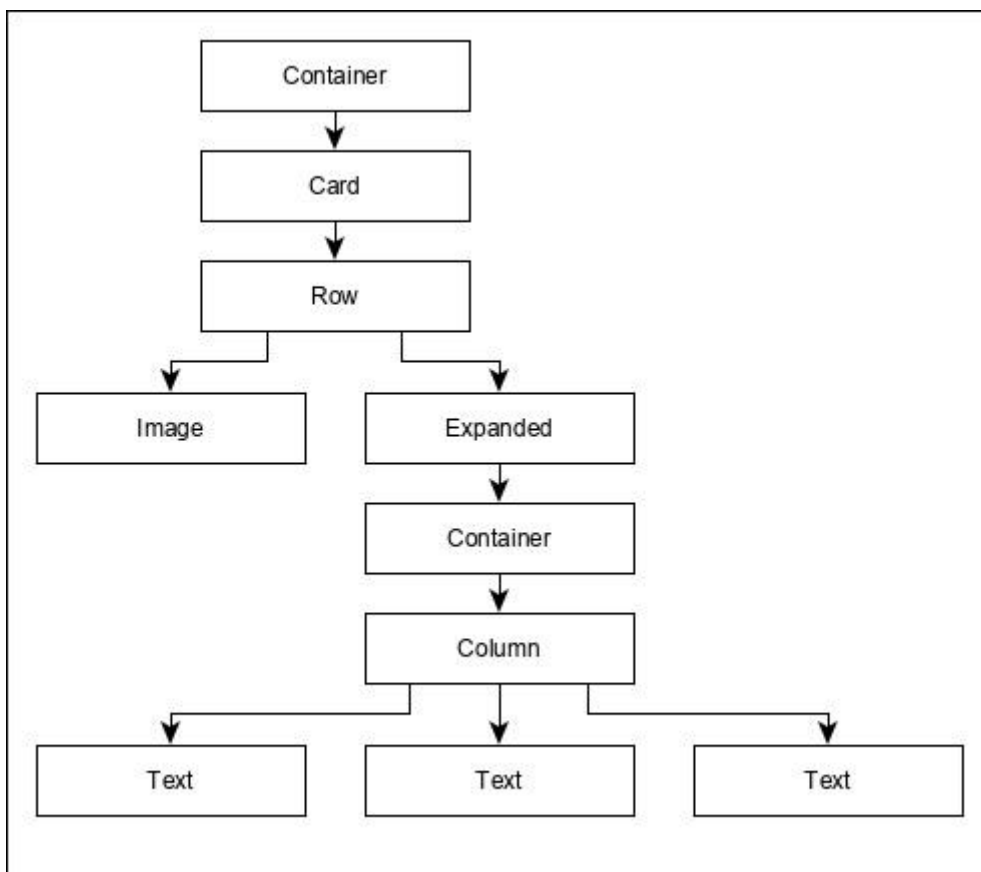 Container
Card
Row
Image
Expanded
Container
Column
Text
Text
Text